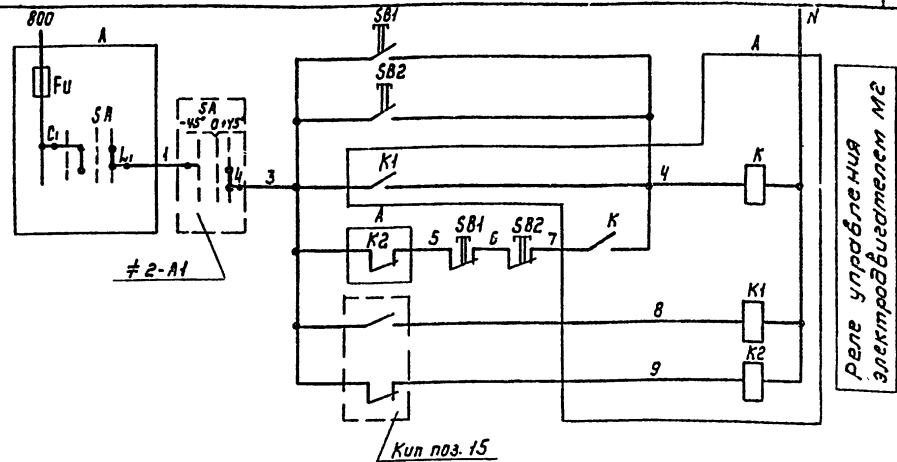 800
A
Fu
SA
C₁
L₁
1
SA
-45° 0 +45°
4
3
≠ 2-А1
SB1
SB2
K1
4
K
N
A
A
K2
5
SB1
6
SB2
7
K
8
K1
9
K2
Кип поз. 15
Реле управления
электродвигателем М2